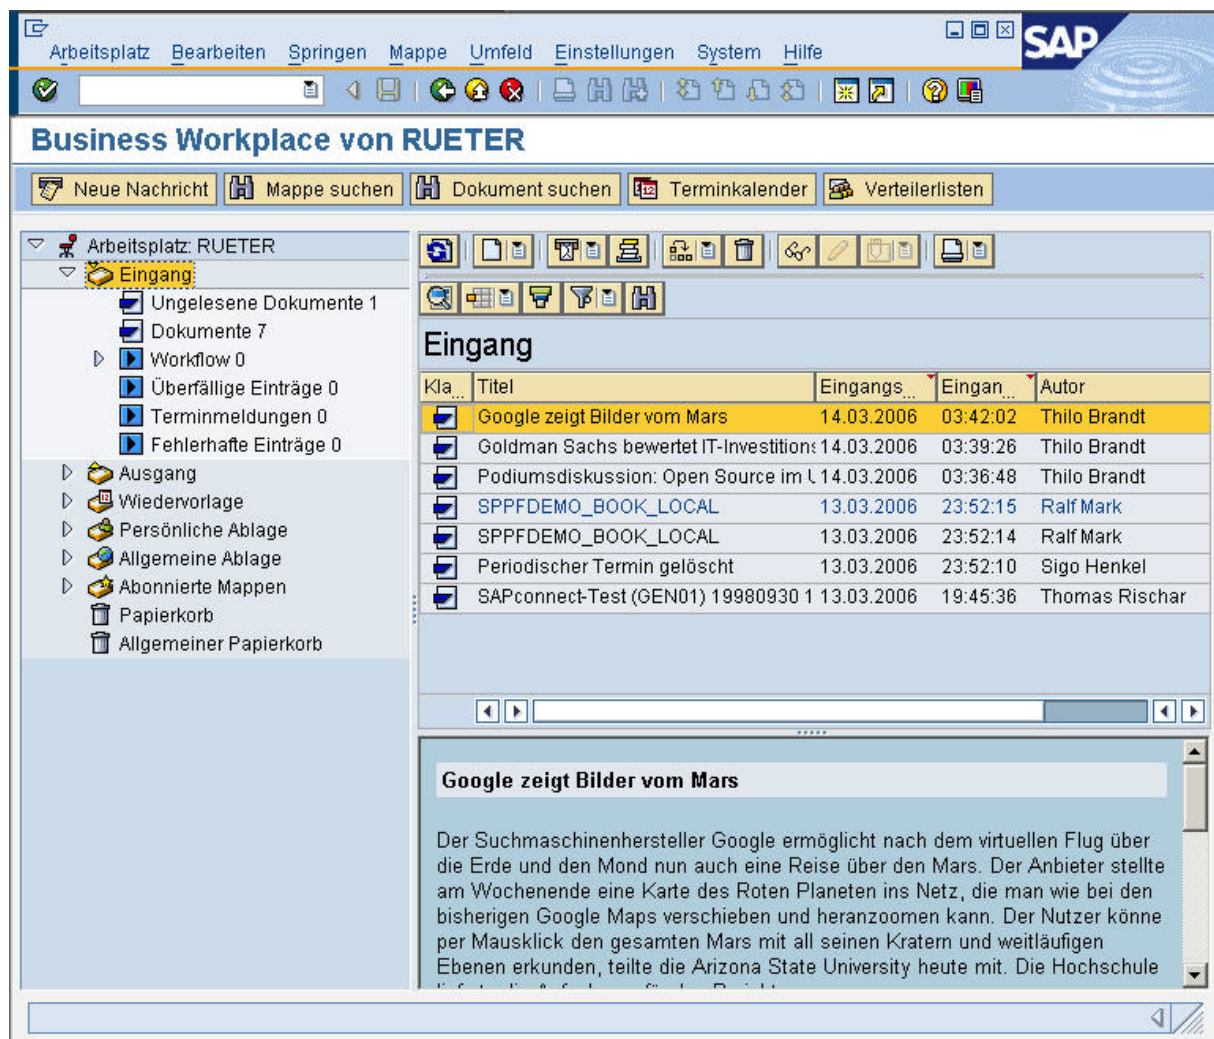 Arbeitsplatz Bearbeiten Springen Mappe Umfeld Einstellungen System Hilfe
SAP
Business Workplace von RUETER
Neue Nachricht Mappe suchen Dokument suchen Terminkalender Verteilerlisten
Arbeitsplatz: RUETER
Eingang
Ungelesene Dokumente 1
Dokumente 7
Workflow 0
Überfällige Einträge 0
Terminmeldungen 0
Fehlerhafte Einträge 0
Ausgang
Wiedervorlage
Persönliche Ablage
Allgemeine Ablage
Abonnierte Mappen
Papierkorb
Allgemeiner Papierkorb
Eingang
Kla... Titel Eingangs... Eingan... Autor
Google zeigt Bilder vom Mars 14.03.2006 03:42:02 Thilo Brandt
Goldman Sachs bewertet IT-Investition 14.03.2006 03:39:26 Thilo Brandt
Podiumsdiskussion: Open Source im 14.03.2006 03:36:48 Thilo Brandt
SPPFDEMO_BOOK_LOCAL 13.03.2006 23:52:15 Ralf Mark
SPPFDEMO_BOOK_LOCAL 13.03.2006 23:52:14 Ralf Mark
Periodischer Termin gelöscht 13.03.2006 23:52:10 Sigo Henkel
SAPconnect-Test (GEN01) 19980930 1 13.03.2006 19:45:36 Thomas Rischar
Google zeigt Bilder vom Mars
Der Suchmaschinenhersteller Google ermöglicht nach dem virtuellen Flug über
die Erde und den Mond nun auch eine Reise über den Mars. Der Anbieter stellte
am Wochenende eine Karte des Roten Planeten ins Netz, die man wie bei den
bisherigen Google Maps verschieben und heranzoomen kann. Der Nutzer könne
per Mausklick den gesamten Mars mit all seinen Kratern und weitläufigen
Ebenen erkunden, teilte die Arizona State University heute mit. Die Hochschule